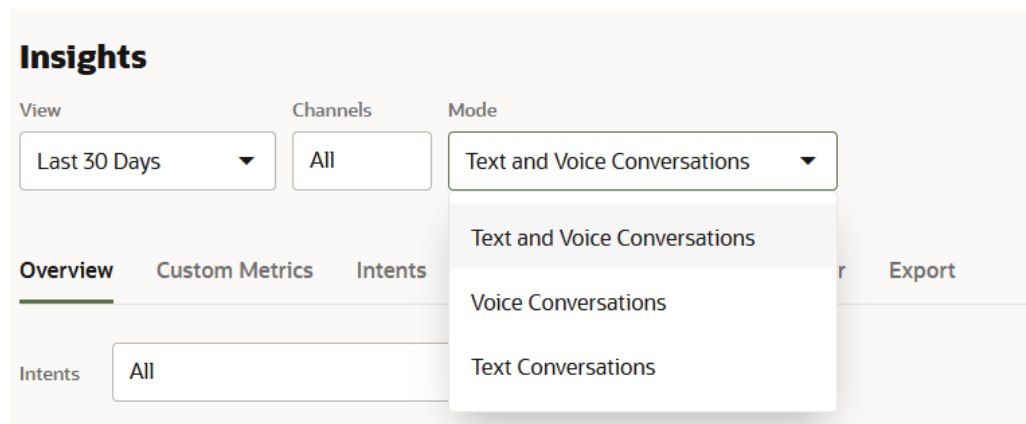 Insights
View Channels Mode
Last 30 Days All Text and Voice Conversations
Text and Voice Conversations
Overview Custom Metrics Intents r Export
Voice Conversations
Intents All Text Conversations